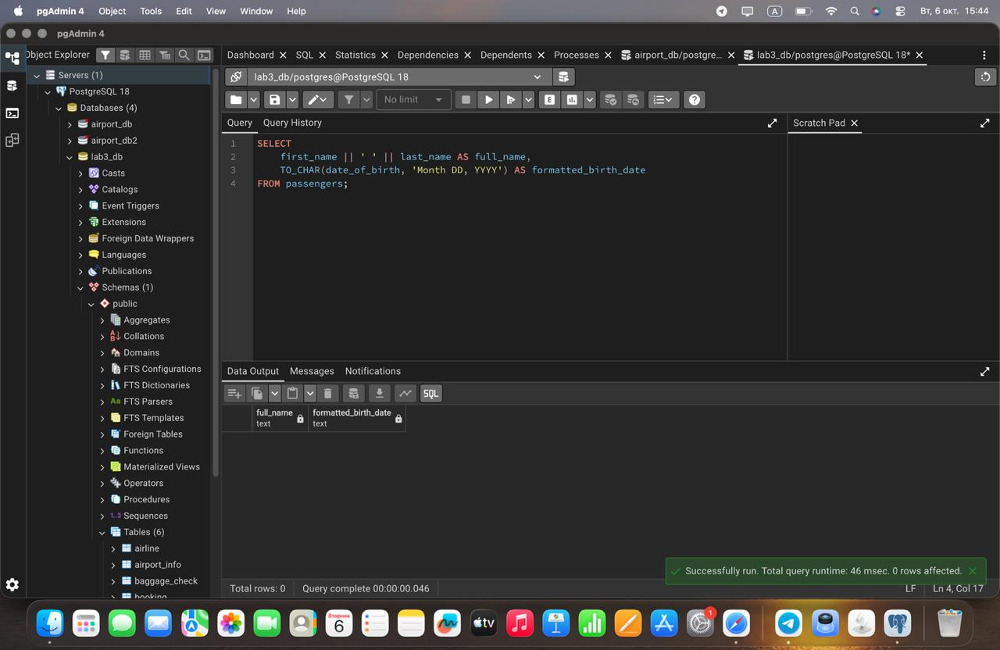 pgAdmin 4 Object Tools Edit View Window Help A Вт, 6 окт. 15:44
pgAdmin 4
Object Explorer
Dashboard SQL Statistics Dependencies Dependents Processes airport_db/postgre... lab3_db/postgres@PostgreSQL 18*
Servers (1)
PostgreSQL 18
Databases (4)
airport_db
airport_db2
lab3_db
Casts
Catalogs
Event Triggers
Extensions
Foreign Data Wrappers
Languages
Publications
Schemas (1)
public
Aggregates
Collations
Domains
FTS Configurations
FTS Dictionaries
Aa FTS Parsers
FTS Templates
Foreign Tables
Functions
Materialized Views
Operators
Procedures
1..3 Sequences
Tables (6)
airline
airport_info
baggage_check
booking
lab3_db/postgres@PostgreSQL 18
No limit
E
Query Query History
Scratch Pad
1 SELECT
2 first_name || ' ' || last_name AS full_name,
3 TO_CHAR(date_of_birth, 'Month DD, YYYY') AS formatted_birth_date
4 FROM passengers;
Data Output Messages Notifications
SQL
full_name
text
formatted_birth_date
text
Successfully run. Total query runtime: 46 msec. 0 rows affected.
Total rows: 0 Query complete 00:00:00.046 LF Ln 4, Col 17
Вторник
6
tv
1